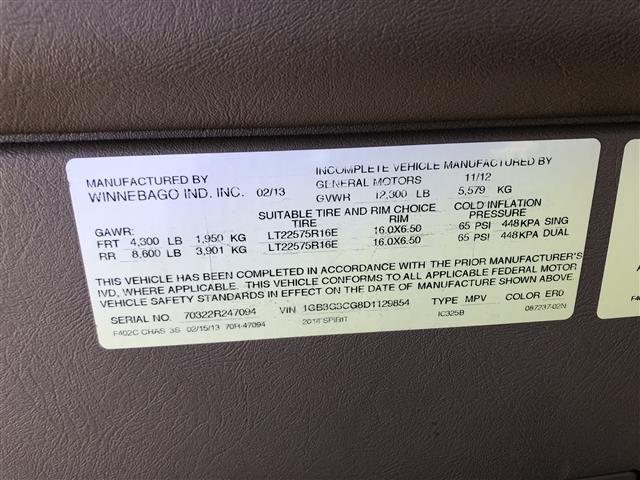 MANUFACTURED BY
WINNEBAGO IND. INC. 02/13
INCOMPLETE VEHICLE MANUFACTURED BY
GENERAL MOTORS 11/12
GVWR 12,300 LB 5,579 KG
SUITABLE TIRE AND RIM CHOICE COLD INFLATION
GAWR: TIRE RIM PRESSURE
FRT 4,300 LB 1,950 KG LT22575R16E 16.0X6.50 65 PSI 448KPA SING
RR 8,600 LB 3,901 KG LT22575R16E 16.0X6.50 65 PSI 448KPA DUAL
THIS VEHICLE HAS BEEN COMPLETED IN ACCORDANCE WITH THE PRIOR MANUFACTURER'S
IVD, WHERE APPLICABLE. THIS VEHICLE CONFORMS TO ALL APPLICABLE FEDERAL MOTOR
VEHICLE SAFETY STANDARDS IN EFFECT ON THE DATE OF MANUFACTURE SHOWN ABOVE.
SERIAL NO. 70322R247094 VIN 1GB3G3CG8D1129854 TYPE MPV COLOR ER0
F402C CHAS 3S 02/15/13 70R-47094 2014 SPIRIT IC325B 087237-02N